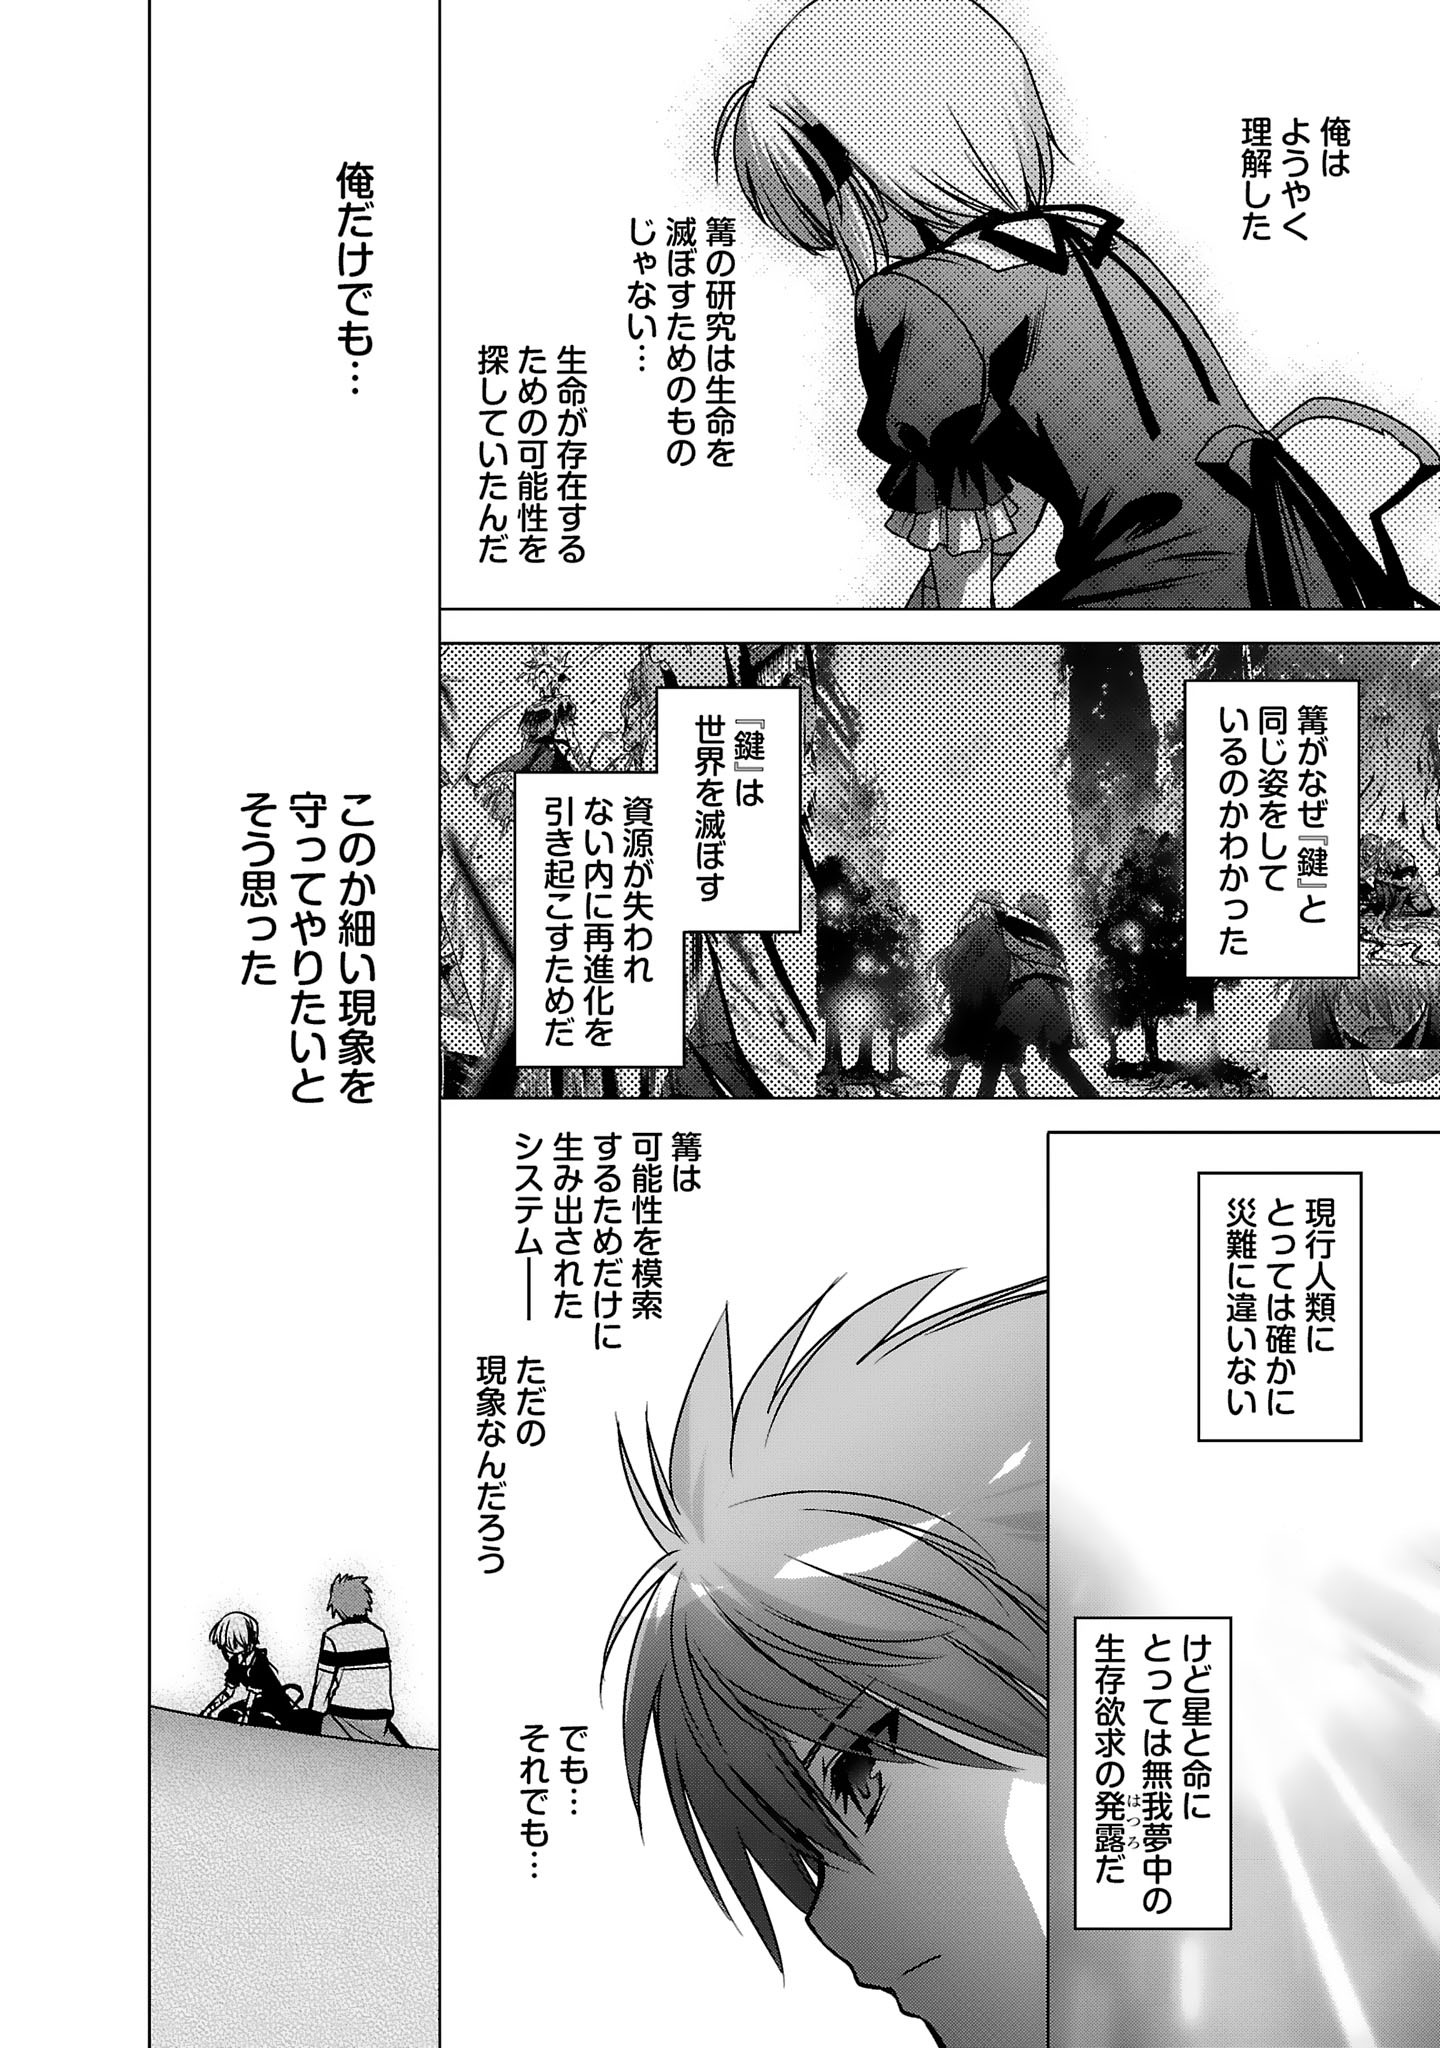 俺は
ようやく
理解した
篝の研究は生命を
滅ぼすためのもの
じゃない…
生命が存在する
ための可能性を
探していたんだ
篝がなぜ『鍵』と
同じ姿をして
いるのかわかった
『鍵』は
世界を滅ぼす
資源が失われ
ない内に再進化を
引き起こすためだ
現行人類に
とっては確かに
災難に違いない
けど星と命に
とっては無我夢中の
生存欲求の発露だ
はつろ
篝は
可能性を模索
するためだけに
生み出された
システム――
ただの
現象なんだろう
でも…
それでも…
俺だけでも…
このか細い現象を
守ってやりたいと
そう思った